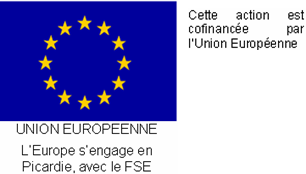 Cette action est
cofinancée par
l'Union Européenne
UNION EUROPEENNE
L'Europe s'engage en
Picardie, avec le FSE